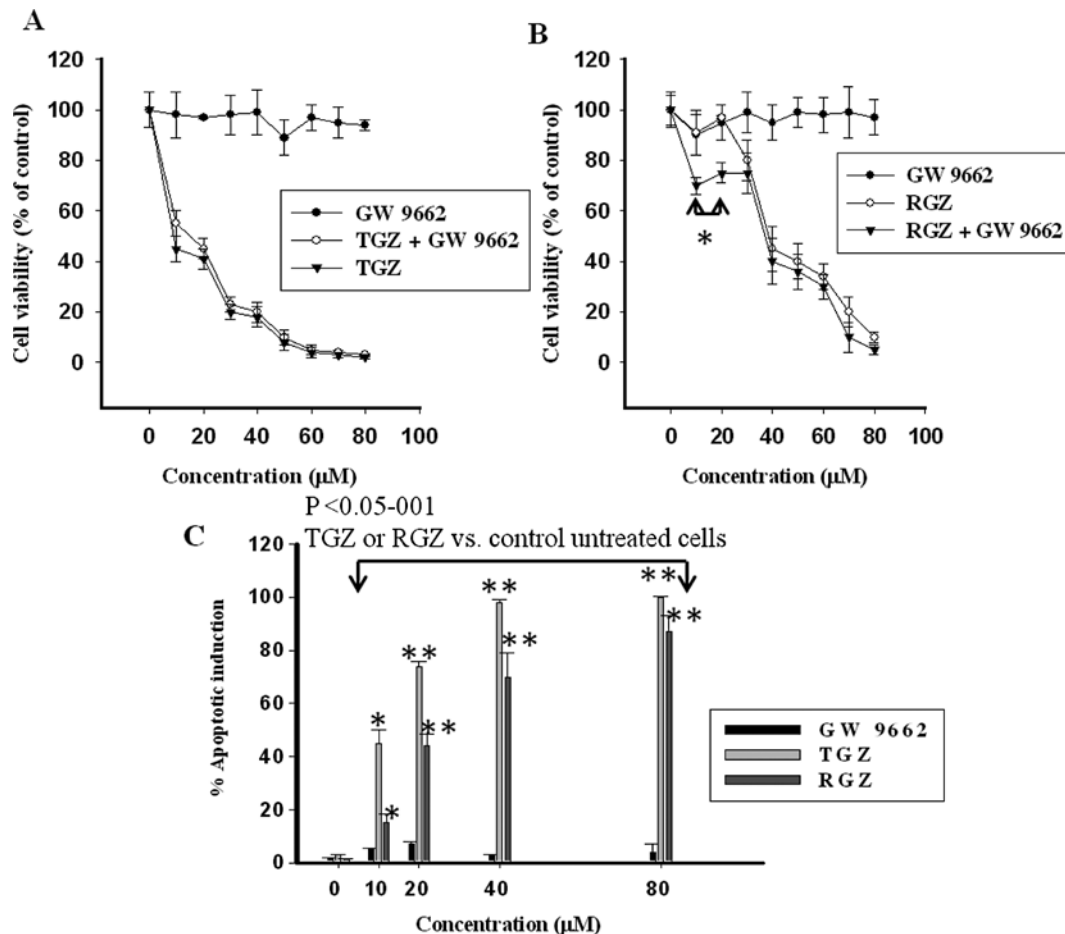 A
120
100
80
60
40
20
0
Cell viability (% of control)
GW 9662
TGZ + GW 9662
TGZ
0 20 40 60 80 100
Concentration (μM)
B
120
100
80
60
40
20
0
Cell viability (% of control)
GW 9662
RGZ
RGZ + GW 9662
*
0 20 40 60 80 100
Concentration (μM)
P <0.05-001
TGZ or RGZ vs. control untreated cells
C
120
100
80
60
40
20
0
% Apoptotic induction
*
*
**
**
**
**
**
**
GW 9662
TGZ
RGZ
0 10 20 40 80
Concentration (μM)